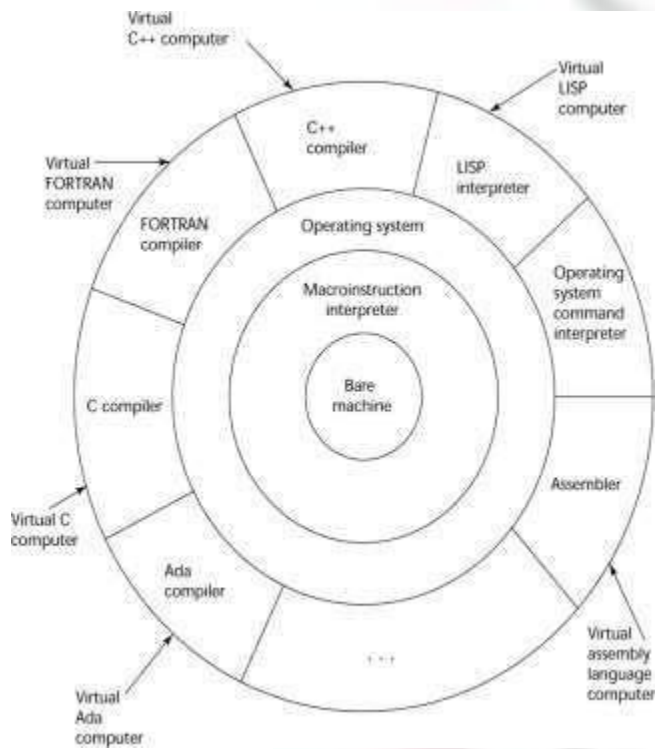 Virtual
C++ computer
Virtual
LISP
computer
C++
compiler
Virtual
FORTRAN
computer
LISP
interpreter
FORTRAN
compiler
Operating system
Operating
system
command
interpreter
Macroinstruction
interpreter
Bare
machine
C compiler
Assembler
Virtual C
computer
Ada
compiler
. . .
Virtual
assembly
language
computer
Virtual
Ada
computer